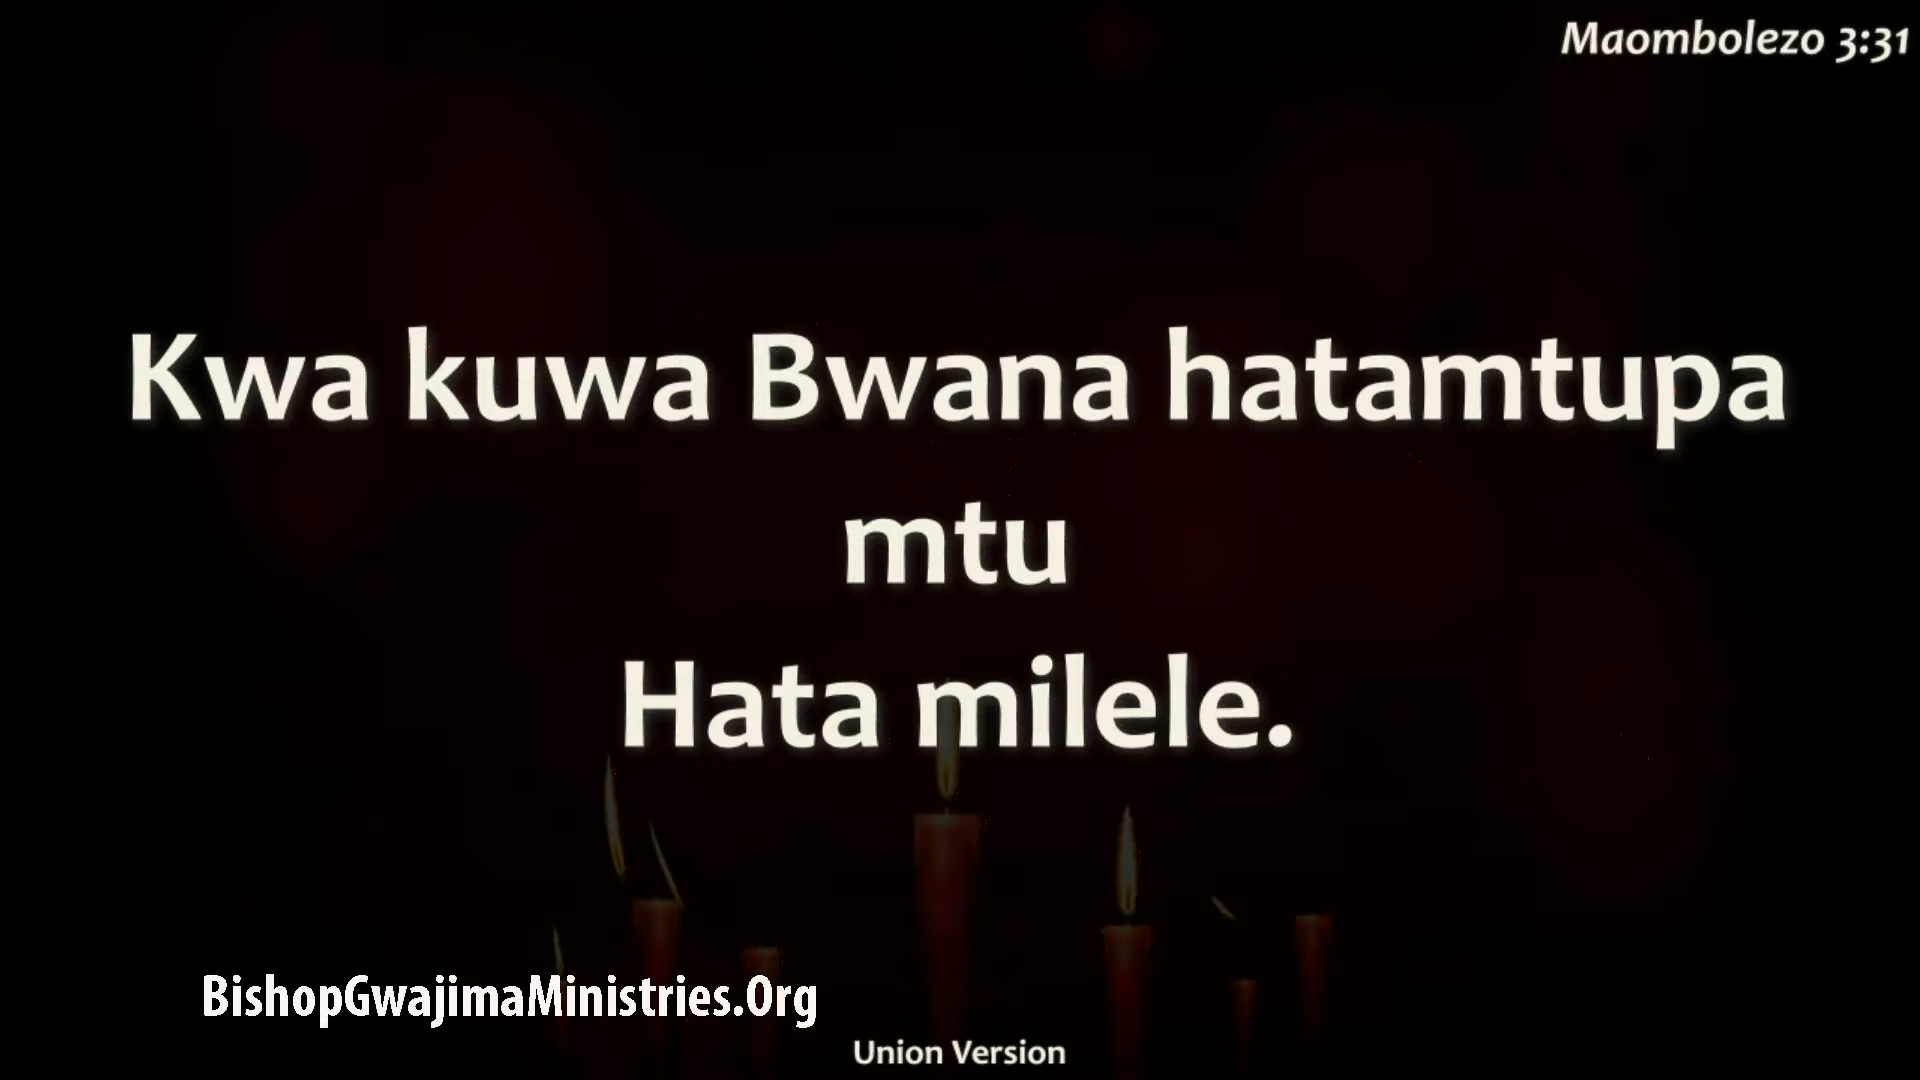 Maombolezo 3:31
Kwa kuwa Bwana hatamtupa
mtu
Hata milele.
BishopGwajimaMinistries.Org
Union Version